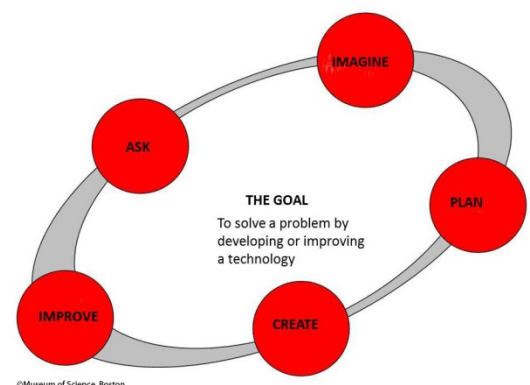 IMAGINE
ASK
PLAN
THE GOAL
To solve a problem by
developing or improving
a technology
IMPROVE
CREATE
©Museum of Science, Boston